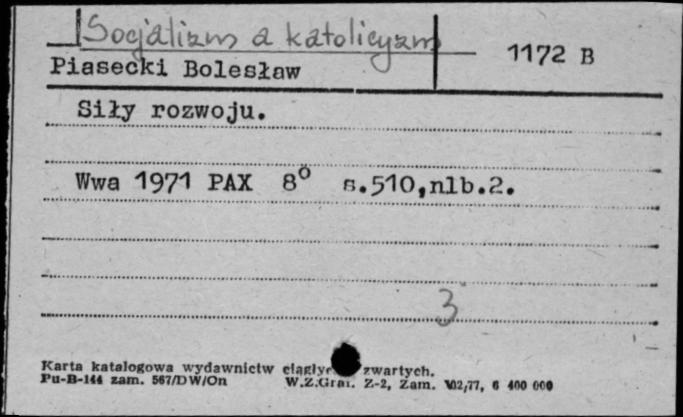 Socjalizm a katolicyzm
1172 B
Piasecki Bolesław
Siły rozwoju.
Wwa 1971 PAX 8° s.510,nlb.2.
3
Karta katalogowa wydawnictw zwartych.
Pu-B-144 zam. 567/DW/On W.Z.Graf. Z-2, Zam. 77, 6 400 000